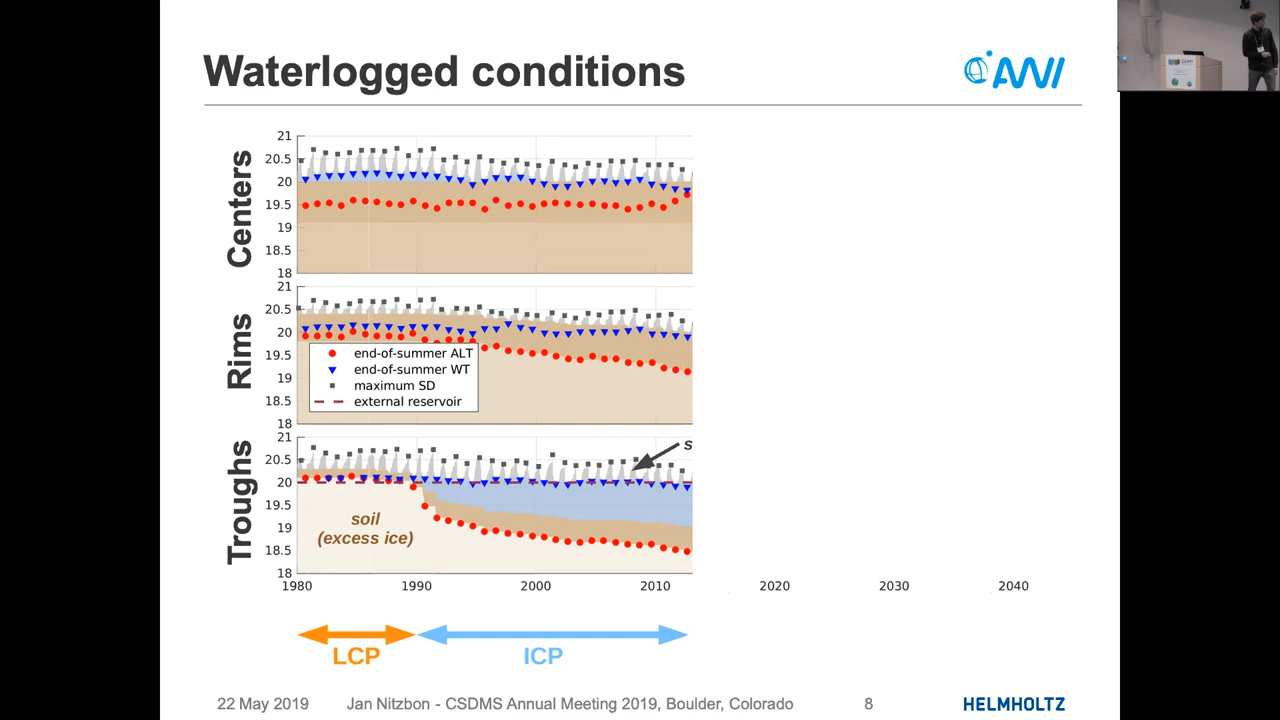 Waterlogged conditions
AWI
Centers
21
20.5
20
19.5
19
18.5
18
Rims
21
20.5
20
19.5
19
18.5
18
end-of-summer ALT
end-of-summer WT
maximum SD
external reservoir
Troughs
21
20.5
20
19.5
19
18.5
18
s
soil
(excess ice)
1980 1990 2000 2010 2020 2030 2040
LCP ICP
22 May 2019 Jan Nitzbon - CSDMS Annual Meeting 2019, Boulder, Colorado 8 HELMHOLTZ